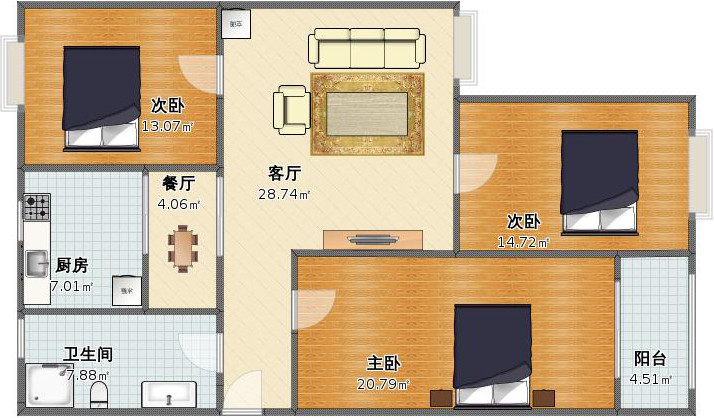 次卧
13.07㎡
餐厅
4.06㎡
客厅
28.74㎡
次卧
14.72㎡
厨房
7.01㎡
卫生间
7.88㎡
主卧
20.79㎡
阳台
4.51㎡